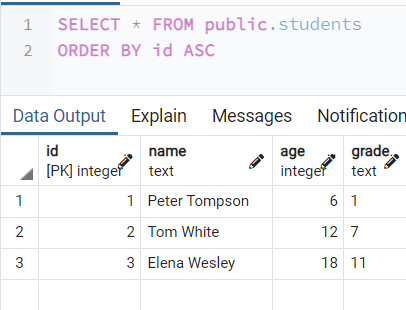 1 SELECT * FROM public.students
2 ORDER BY id ASC
Data Output Explain Messages Notification
id name age grade
[PK] integer text integer text
1 1 Peter Tompson 6 1
2 2 Tom White 12 7
3 3 Elena Wesley 18 11